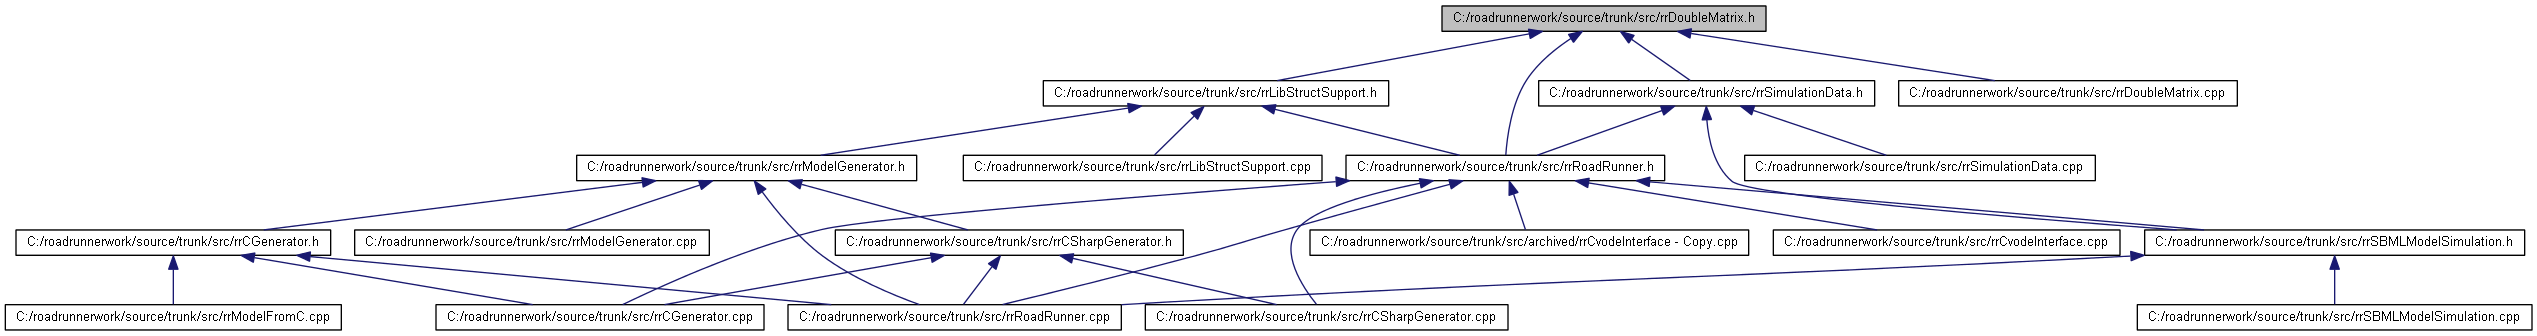 C:/roadrunnerwork/source/trunk/src/rrDoubleMatrix.h
C:/roadrunnerwork/source/trunk/src/rrLibStructSupport.h
C:/roadrunnerwork/source/trunk/src/rrSimulationData.h
C:/roadrunnerwork/source/trunk/src/rrDoubleMatrix.cpp
C:/roadrunnerwork/source/trunk/src/rrModelGenerator.h
C:/roadrunnerwork/source/trunk/src/rrLibStructSupport.cpp
C:/roadrunnerwork/source/trunk/src/rrRoadRunner.h
C:/roadrunnerwork/source/trunk/src/rrSimulationData.cpp
C:/roadrunnerwork/source/trunk/src/rrCGenerator.h
C:/roadrunnerwork/source/trunk/src/rrModelGenerator.cpp
C:/roadrunnerwork/source/trunk/src/rrCSharpGenerator.h
C:/roadrunnerwork/source/trunk/src/archived/rrCvodeInterface - Copy.cpp
C:/roadrunnerwork/source/trunk/src/rrCvodeInterface.cpp
C:/roadrunnerwork/source/trunk/src/rrSBMLModelSimulation.h
C:/roadrunnerwork/source/trunk/src/rrModelFromC.cpp
C:/roadrunnerwork/source/trunk/src/rrCGenerator.cpp
C:/roadrunnerwork/source/trunk/src/rrRoadRunner.cpp
C:/roadrunnerwork/source/trunk/src/rrCSharpGenerator.cpp
C:/roadrunnerwork/source/trunk/src/rrSBMLModelSimulation.cpp